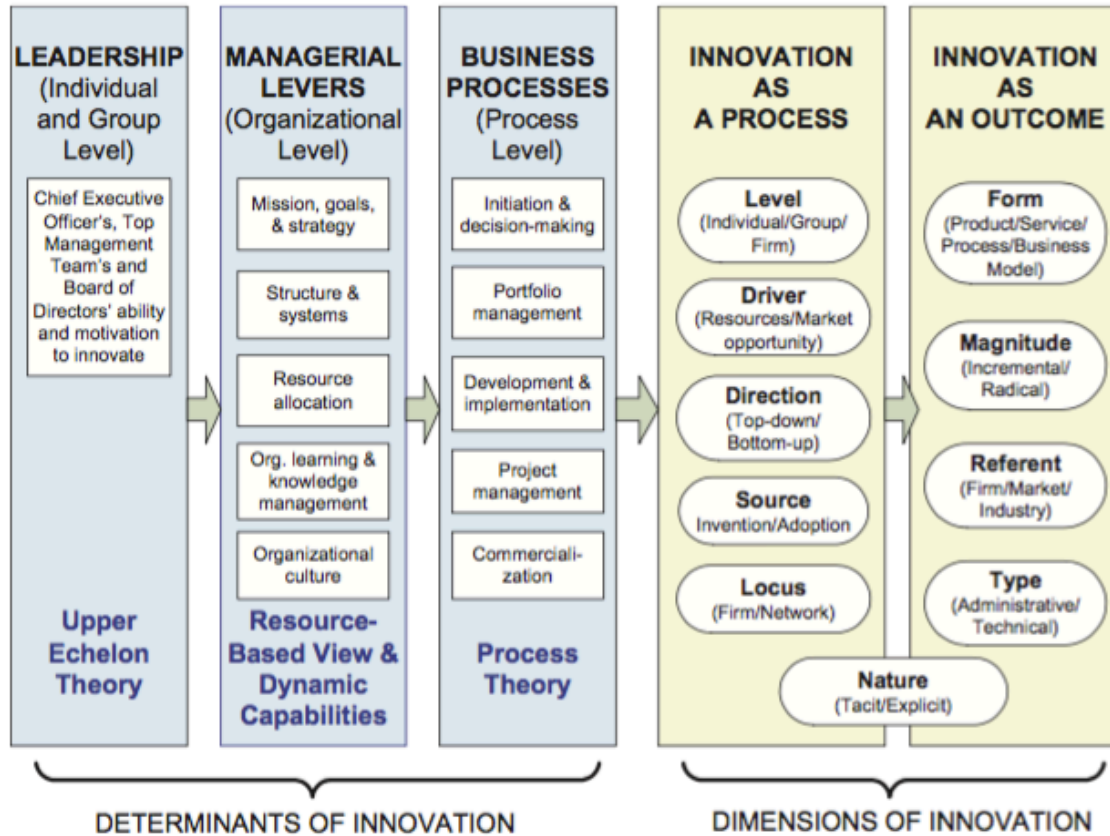 LEADERSHIP
(Individual
and Group
Level)
Chief Executive
Officer's, Top
Management
Team's and
Board of
Directors' ability
and motivation
to innovate
Upper
Echelon
Theory
MANAGERIAL
LEVERS
(Organizational
Level)
Mission, goals,
& strategy
Structure &
systems
Resource
allocation
Org. learning &
knowledge
management
Organizational
culture
Resource-
Based View &
Dynamic
Capabilities
BUSINESS
PROCESSES
(Process
Level)
Initiation &
decision-making
Portfolio
management
Development &
implementation
Project
management
Commerciali-
zation
Process
Theory
INNOVATION
AS
A PROCESS
Level
(Individual/Group/
Firm)
Driver
(Resources/Market
opportunity)
Direction
(Top-down/
Bottom-up)
Source
Invention/Adoption
Locus
(Firm/Network)
INNOVATION
AS
AN OUTCOME
Form
(Product/Service/
Process/Business
Model)
Magnitude
(Incremental/
Radical)
Referent
(Firm/Market/
Industry)
Type
(Administrative/
Technical)
Nature
(Tacit/Explicit)
DETERMINANTS OF INNOVATION
DIMENSIONS OF INNOVATION